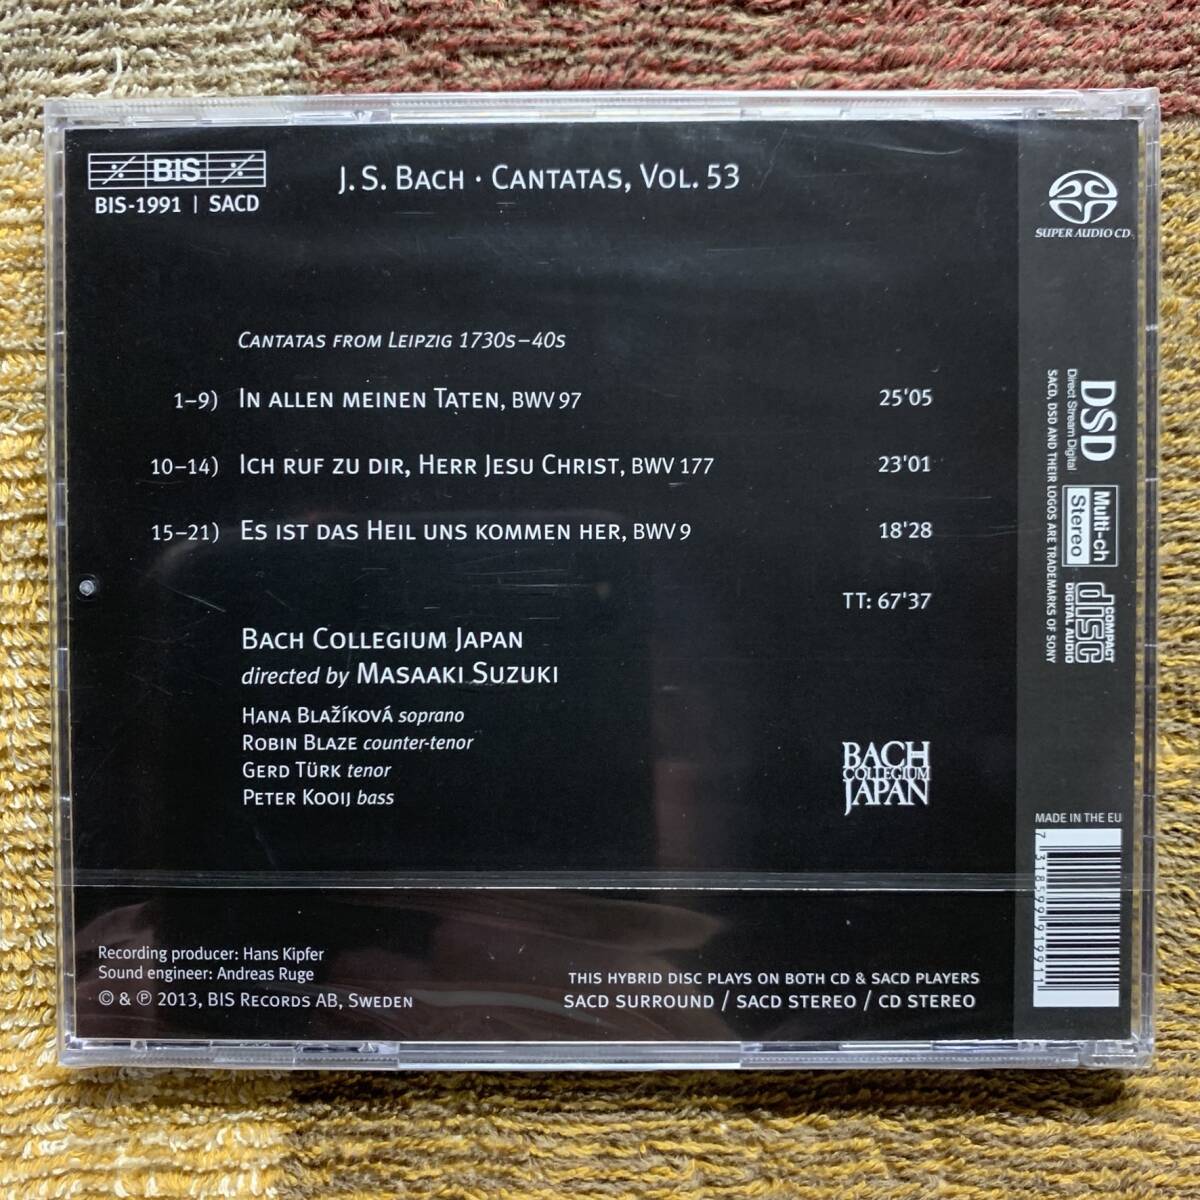 BIS
BIS-1991 | SACD
J. S. BACH · CANTATAS, VOL. 53
SUPER AUDIO CD
CANTATAS FROM LEIPZIG 1730S–40S
1–9) IN ALLEN MEINEN TATEN, BWV 97 25'05
10–14) ICH RUF ZU DIR, HERR JESU CHRIST, BWV 177 23'01
15–21) ES IST DAS HEIL UNS KOMMEN HER, BWV 9 18'28
TT: 67'37
BACH COLLEGIUM JAPAN
directed by MASAAKI SUZUKI
HANA BLAŽÍKOVÁ soprano
ROBIN BLAZE counter-tenor
GERD TÜRK tenor
PETER KOOIJ bass
BACH
COLLEGIUM
JAPAN
Recording producer: Hans Kipfer
Sound engineer: Andreas Ruge
© & ℗ 2013, BIS RECORDS AB, SWEDEN
THIS HYBRID DISC PLAYS ON BOTH CD & SACD PLAYERS
SACD SURROUND / SACD STEREO / CD STEREO
DSD
Direct Stream Digital
SACD, DSD AND THEIR LOGOS ARE TRADEMARKS OF SONY
Multi-ch
Stereo
COMPACT
disc
DIGITAL AUDIO
MADE IN THE EU
7 318599 919911